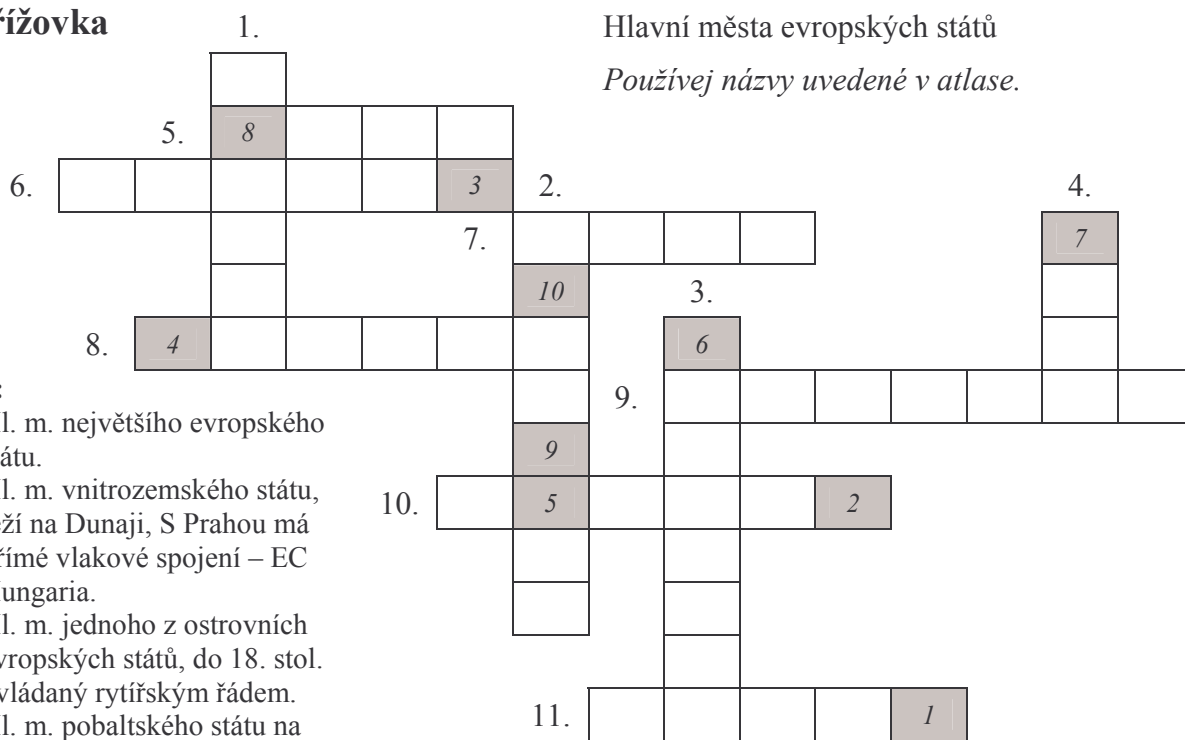 řížovka
1.
Hlavní města evropských států
Používej názvy uvedené v atlase.
5. 8
6. 3 2. 4.
7. 7
10 3.
8. 4 6
:
l. m. největšího evropského 9.
átu. 9
l. m. vnitrozemského státu,
eží na Dunaji, S Prahou má 10. 5 2
římé vlakové spojení – EC
ungaria.
l. m. jednoho z ostrovních
vropských států, do 18. stol.
vládaný rytířským řádem.
l. m. pobaltského státu na 11. 1